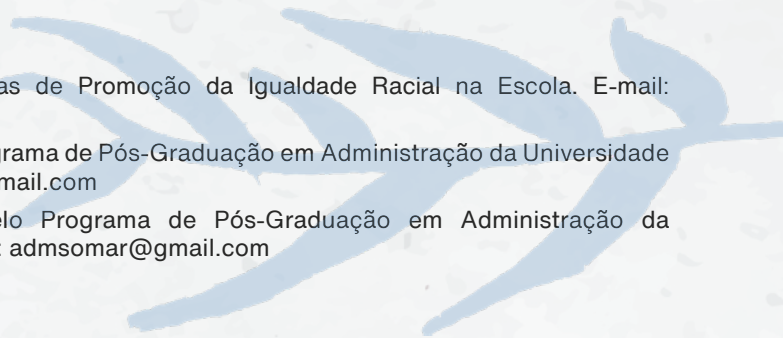 as de Promoção da Igualdade Racial na Escola. E-mail:
grama de Pós-Graduação em Administração da Universidade
mail.com
elo Programa de Pós-Graduação em Administração da
: admsomar@gmail.com